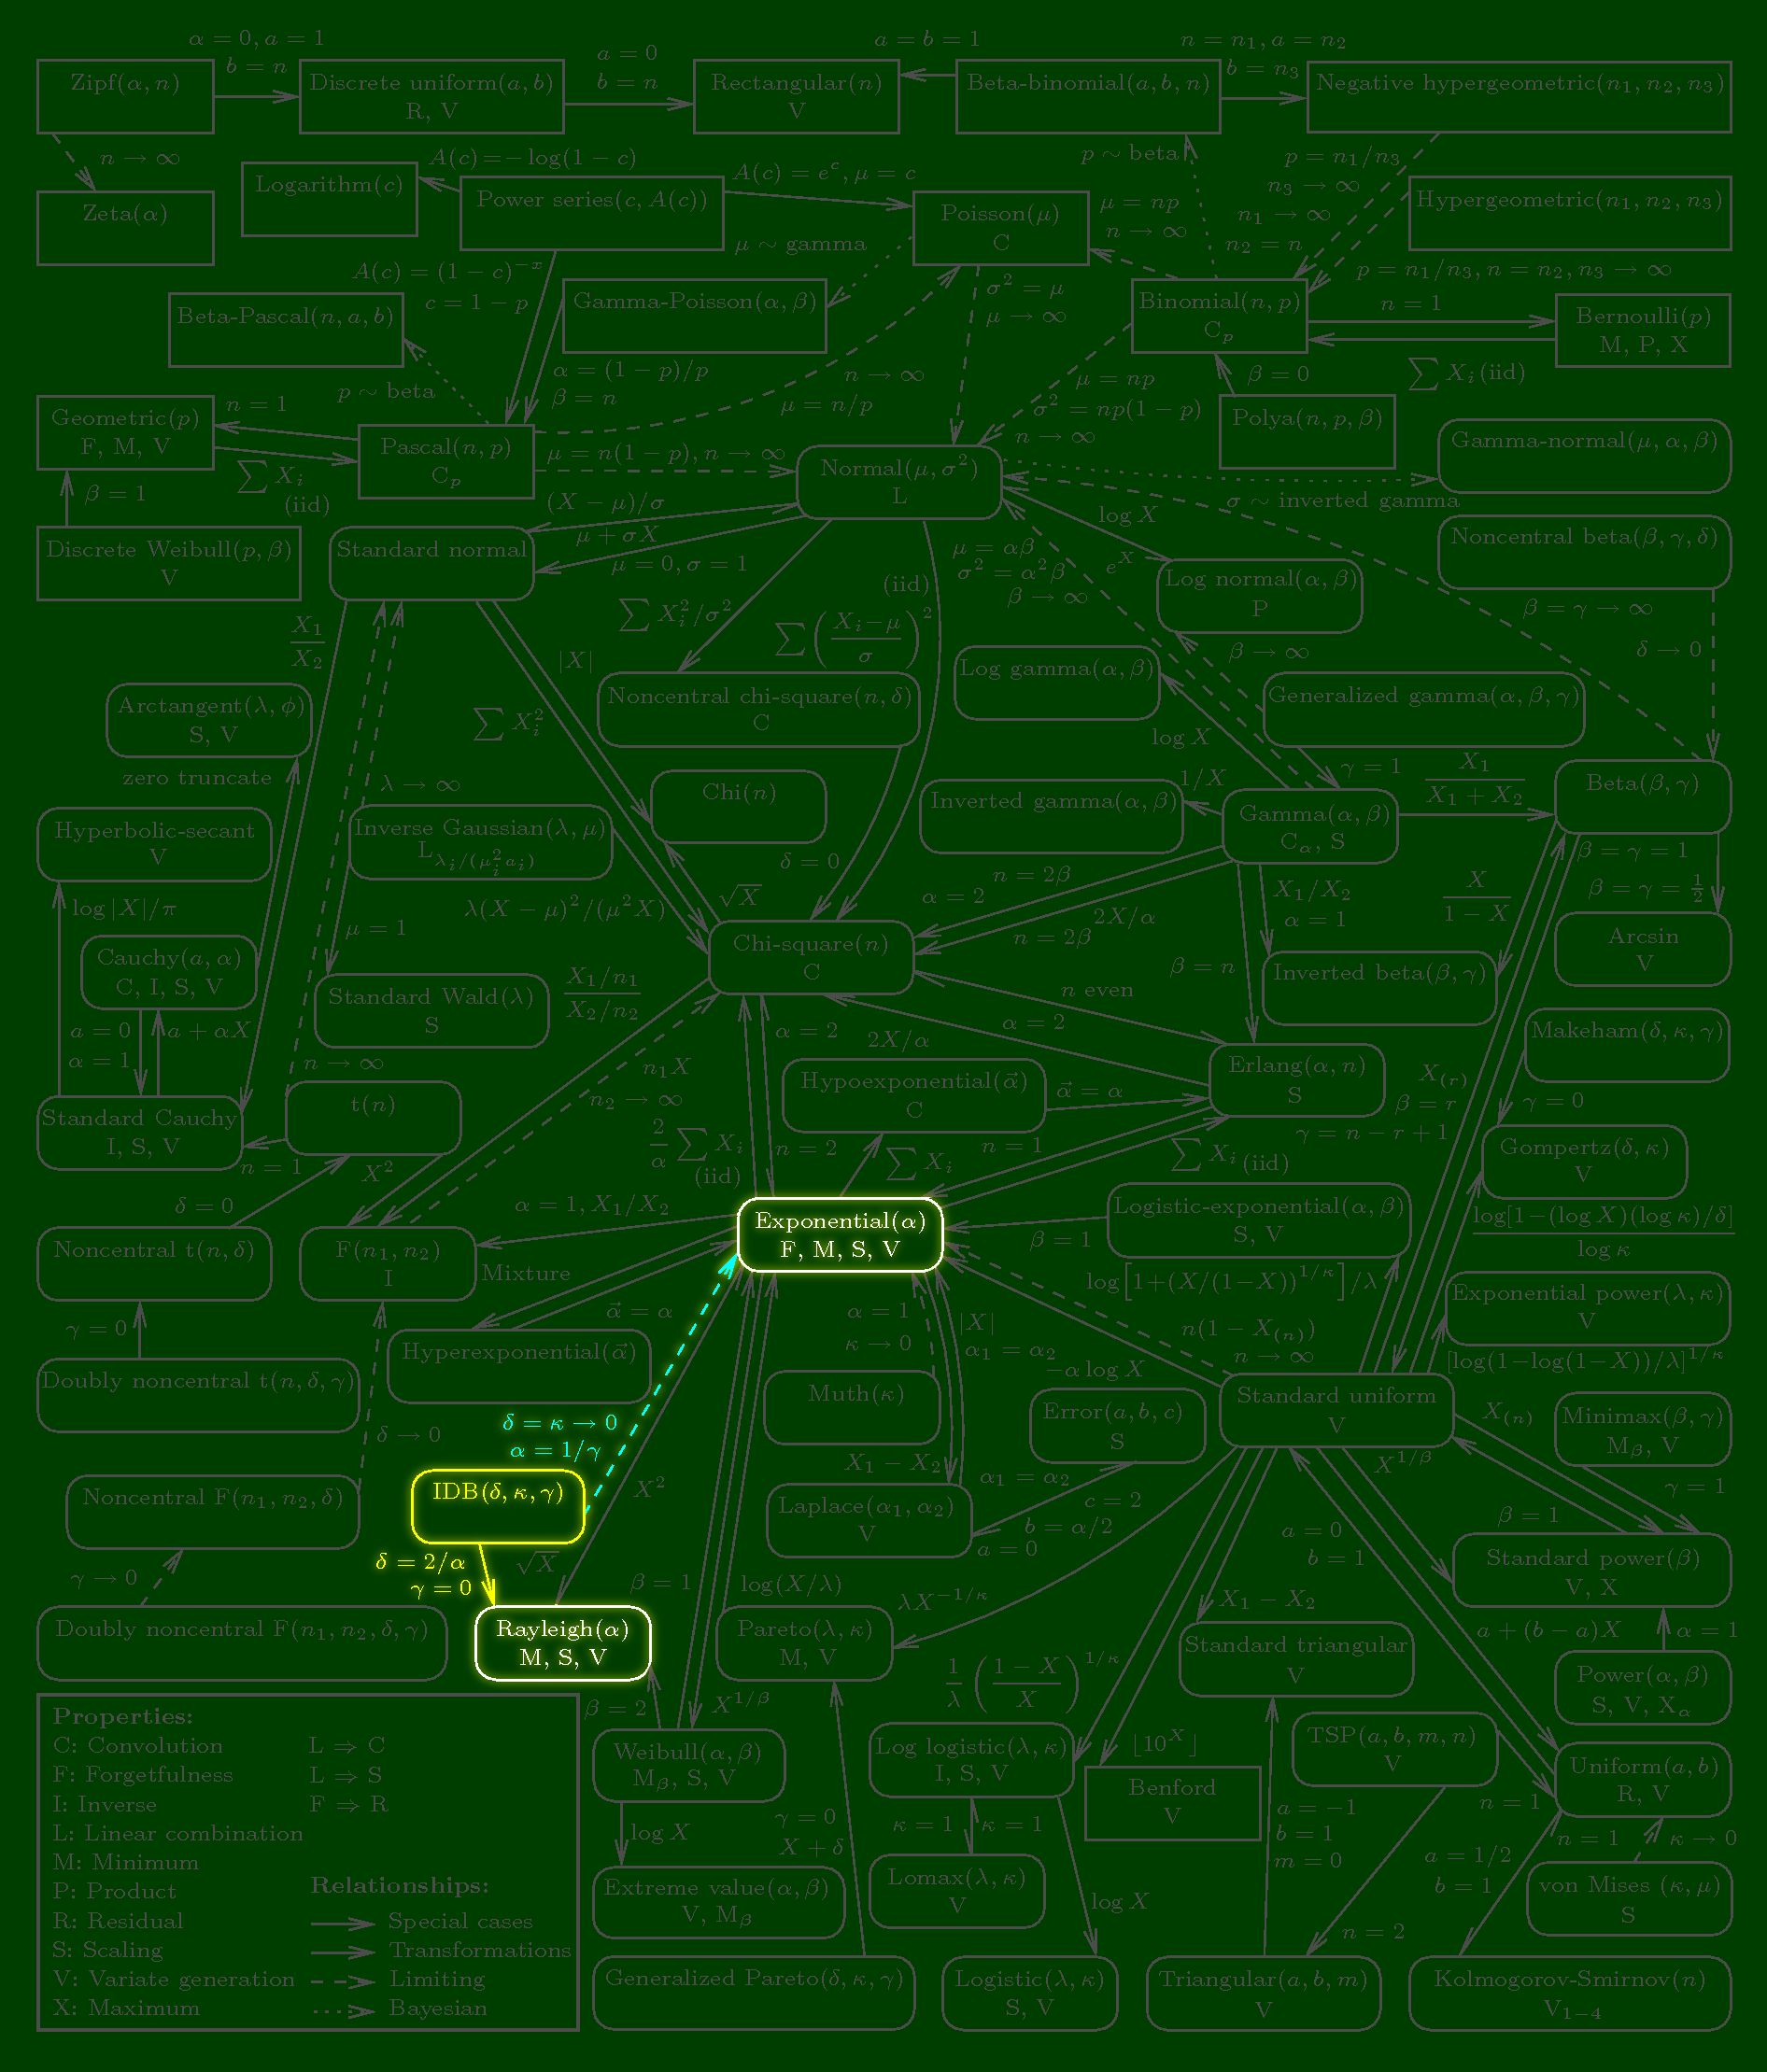 α = 0, a = 1
b = n
a = 0
b = n
a = b = 1
n = n₁, a = n₂
b = n₃
Zipf(α, n)
Discrete uniform(a, b)
R, V
Rectangular(n)
V
Beta-binomial(a, b, n)
Negative hypergeometric(n₁, n₂, n₃)
n → ∞
A(c) = − log(1 − c)
A(c) = eᶜ, μ = c
p ∼ beta
p = n₁/n₃
n₃ → ∞
n₁ → ∞
n₂ = n
Zeta(α)
Logarithm(c)
Power series(c, A(c))
Poisson(μ)
C
μ = np
n → ∞
Hypergeometric(n₁, n₂, n₃)
μ ∼ gamma
A(c) = (1 − c)⁻ˣ
c = 1 − p
σ² = μ
μ → ∞
p = n₁/n₃, n = n₂, n₃ → ∞
n = 1
Beta-Pascal(n, a, b)
Gamma-Poisson(α, β)
Binomial(n, p)
Cₚ
Bernoulli(p)
M, P, X
α = (1 − p)/p
β = n
n → ∞
μ = n/p
μ = np
σ² = np(1 − p)
n → ∞
β = 0
∑ Xᵢ (iid)
p ∼ beta
Geometric(p)
F, M, V
n = 1
∑ Xᵢ
(iid)
Pascal(n, p)
Cₚ
μ = n(1 − p), n → ∞
Normal(μ, σ²)
L
Polya(n, p, β)
Gamma-normal(μ, α, β)
σ ∼ inverted gamma
β = 1
(X − μ)/σ
μ + σX
μ = 0, σ = 1
log X
eˣ
Discrete Weibull(p, β)
V
Standard normal
μ = αβ
σ² = α²β
β → ∞
Log normal(α, β)
P
Noncentral beta(β, γ, δ)
X₁/X₂
|X|
∑ Xᵢ²
∑ Xᵢ²/σ²
(iid)
∑ ((Xᵢ−μ)/σ)²
β → ∞
β = γ → ∞
δ → 0
Arctangent(λ, φ)
S, V
Noncentral chi-square(n, δ)
C
Log gamma(α, β)
Generalized gamma(α, β, γ)
log X
zero truncate
λ → ∞
1/X
γ = 1
X₁/(X₁ + X₂)
Hyperbolic-secant
V
Inverse Gaussian(λ, μ)
L_{λᵢ/(μᵢ²aᵢ)}
Chi(n)
Inverted gamma(α, β)
Gamma(α, β)
C_α, S
Beta(β, γ)
log |X|/π
μ = 1
λ(X − μ)²/(μ²X)
√X
δ = 0
α = 2
n = 2β
2X/α
n = 2β
X₁/X₂
α = 1
X/(1 − X)
β = γ = 1
β = γ = 1/2
Cauchy(a, α)
C, I, S, V
Standard Wald(λ)
S
Chi-square(n)
C
Inverted beta(β, γ)
Arcsin
V
a = 0
α = 1
a + αX
n → ∞
(X₁/n₁)/(X₂/n₂)
n₁X
n₂ → ∞
α = 2
2X/α
n even
α = 2
β = n
Makeham(δ, κ, γ)
Standard Cauchy
I, S, V
t(n)
Hypoexponential(α⃗)
C
α⃗ = α
Erlang(α, n)
S
X₍ᵣ₎
β = r
γ = n − r + 1
γ = 0
n = 1
X²
(2/α) ∑ Xᵢ
(iid)
n = 2
∑ Xᵢ
n = 1
∑ Xᵢ (iid)
Gompertz(δ, κ)
V
δ = 0
α = 1, X₁/X₂
Noncentral t(n, δ)
F(n₁, n₂)
I
Exponential(α)
F, M, S, V
Logistic-exponential(α, β)
S, V
β = 1
log[1−(log X)(log κ)/δ]/log κ
Mixture
α⃗ = α
log[1+(X/(1−X))^{1/κ}]/λ
Exponential power(λ, κ)
V
γ = 0
Doubly noncentral t(n, δ, γ)
Hyperexponential(α⃗)
α = 1
κ → 0
|X|
α₁ = α₂
n(1 − X₍ₙ₎)
n → ∞
[log(1−log(1−X))/λ]^{1/κ}
Muth(κ)
−α log X
Standard uniform
V
δ → 0
δ = κ → 0
α = 1/γ
Error(a, b, c)
S
X₍ₙ₎
Minimax(β, γ)
M_β, V
Noncentral F(n₁, n₂, δ)
IDB(δ, κ, γ)
X²
X₁ − X₂
Laplace(α₁, α₂)
V
α₁ = α₂
c = 2
b = α/2
a = 0
X^{1/β}
γ = 1
β = 1
a = 0
b = 1
Standard power(β)
V, X
γ → 0
δ = 2/α
γ = 0
√X
β = 1
log(X/λ)
λX^{−1/κ}
X₁ − X₂
a + (b − a)X
α = 1
Doubly noncentral F(n₁, n₂, δ, γ)
Rayleigh(α)
M, S, V
Pareto(λ, κ)
M, V
Standard triangular
V
Power(α, β)
S, V, X_α
β = 2
X^{1/β}
(1/λ)((1 − X)/X)^{1/κ}
⌊10ˣ⌋
Weibull(α, β)
M_β, S, V
Log logistic(λ, κ)
I, S, V
Benford
V
TSP(a, b, m, n)
V
Uniform(a, b)
R, V
log X
γ = 0
X + δ
κ = 1
κ = 1
a = −1
b = 1
m = 0
n = 1
n = 1
κ → 0
a = 1/2
b = 1
Extreme value(α, β)
V, M_β
Lomax(λ, κ)
V
log X
n = 2
von Mises (κ, μ)
S
Generalized Pareto(δ, κ, γ)
Logistic(λ, κ)
S, V
Triangular(a, b, m)
V
Kolmogorov-Smirnov(n)
V₁₋₄
Properties:
C: Convolution
F: Forgetfulness
I: Inverse
L: Linear combination
M: Minimum
P: Product
R: Residual
S: Scaling
V: Variate generation
X: Maximum
L ⇒ C
L ⇒ S
F ⇒ R
Relationships:
Special cases
Transformations
Limiting
Bayesian